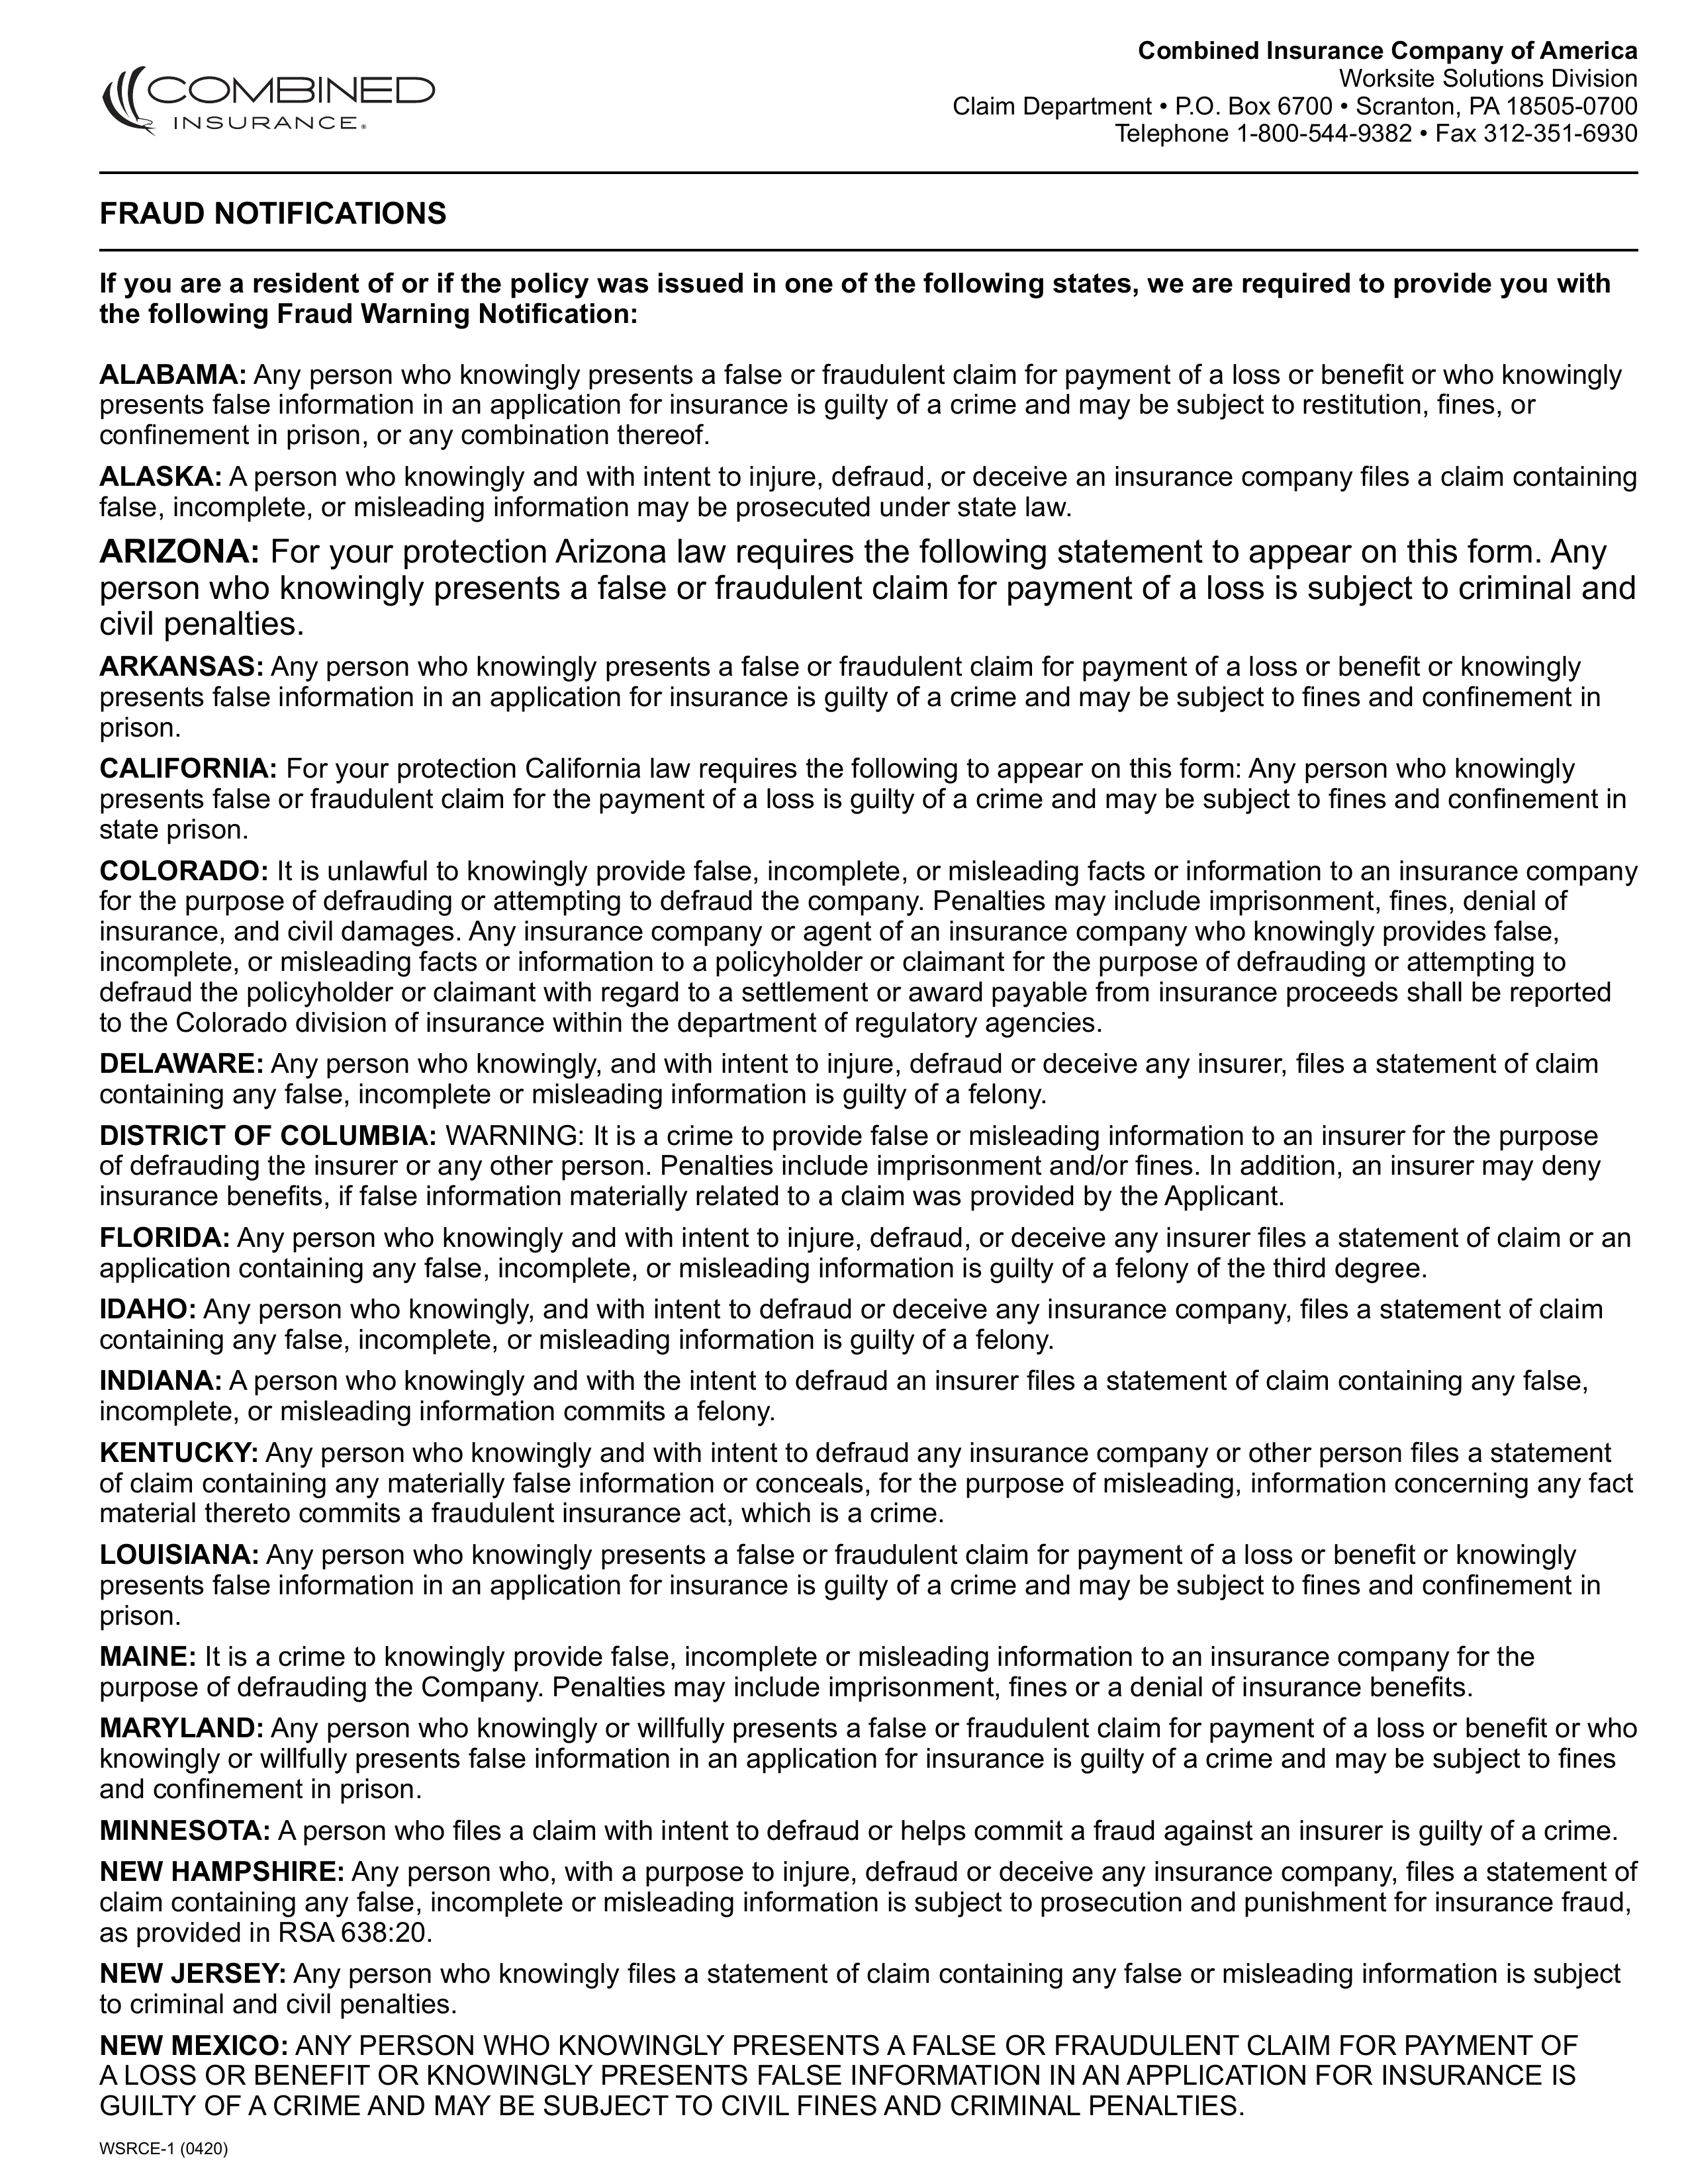 COMBINED
INSURANCE®
Combined Insurance Company of America
Worksite Solutions Division
Claim Department • P.O. Box 6700 • Scranton, PA 18505-0700
Telephone 1-800-544-9382 • Fax 312-351-6930
FRAUD NOTIFICATIONS
If you are a resident of or if the policy was issued in one of the following states, we are required to provide you with
the following Fraud Warning Notification:
ALABAMA: Any person who knowingly presents a false or fraudulent claim for payment of a loss or benefit or who knowingly
presents false information in an application for insurance is guilty of a crime and may be subject to restitution, fines, or
confinement in prison, or any combination thereof.
ALASKA: A person who knowingly and with intent to injure, defraud, or deceive an insurance company files a claim containing
false, incomplete, or misleading information may be prosecuted under state law.
ARIZONA: For your protection Arizona law requires the following statement to appear on this form. Any
person who knowingly presents a false or fraudulent claim for payment of a loss is subject to criminal and
civil penalties.
ARKANSAS: Any person who knowingly presents a false or fraudulent claim for payment of a loss or benefit or knowingly
presents false information in an application for insurance is guilty of a crime and may be subject to fines and confinement in
prison.
CALIFORNIA: For your protection California law requires the following to appear on this form: Any person who knowingly
presents false or fraudulent claim for the payment of a loss is guilty of a crime and may be subject to fines and confinement in
state prison.
COLORADO: It is unlawful to knowingly provide false, incomplete, or misleading facts or information to an insurance company
for the purpose of defrauding or attempting to defraud the company. Penalties may include imprisonment, fines, denial of
insurance, and civil damages. Any insurance company or agent of an insurance company who knowingly provides false,
incomplete, or misleading facts or information to a policyholder or claimant for the purpose of defrauding or attempting to
defraud the policyholder or claimant with regard to a settlement or award payable from insurance proceeds shall be reported
to the Colorado division of insurance within the department of regulatory agencies.
DELAWARE: Any person who knowingly, and with intent to injure, defraud or deceive any insurer, files a statement of claim
containing any false, incomplete or misleading information is guilty of a felony.
DISTRICT OF COLUMBIA: WARNING: It is a crime to provide false or misleading information to an insurer for the purpose
of defrauding the insurer or any other person. Penalties include imprisonment and/or fines. In addition, an insurer may deny
insurance benefits, if false information materially related to a claim was provided by the Applicant.
FLORIDA: Any person who knowingly and with intent to injure, defraud, or deceive any insurer files a statement of claim or an
application containing any false, incomplete, or misleading information is guilty of a felony of the third degree.
IDAHO: Any person who knowingly, and with intent to defraud or deceive any insurance company, files a statement of claim
containing any false, incomplete, or misleading information is guilty of a felony.
INDIANA: A person who knowingly and with the intent to defraud an insurer files a statement of claim containing any false,
incomplete, or misleading information commits a felony.
KENTUCKY: Any person who knowingly and with intent to defraud any insurance company or other person files a statement
of claim containing any materially false information or conceals, for the purpose of misleading, information concerning any fact
material thereto commits a fraudulent insurance act, which is a crime.
LOUISIANA: Any person who knowingly presents a false or fraudulent claim for payment of a loss or benefit or knowingly
presents false information in an application for insurance is guilty of a crime and may be subject to fines and confinement in
prison.
MAINE: It is a crime to knowingly provide false, incomplete or misleading information to an insurance company for the
purpose of defrauding the Company. Penalties may include imprisonment, fines or a denial of insurance benefits.
MARYLAND: Any person who knowingly or willfully presents a false or fraudulent claim for payment of a loss or benefit or who
knowingly or willfully presents false information in an application for insurance is guilty of a crime and may be subject to fines
and confinement in prison.
MINNESOTA: A person who files a claim with intent to defraud or helps commit a fraud against an insurer is guilty of a crime.
NEW HAMPSHIRE: Any person who, with a purpose to injure, defraud or deceive any insurance company, files a statement of
claim containing any false, incomplete or misleading information is subject to prosecution and punishment for insurance fraud,
as provided in RSA 638:20.
NEW JERSEY: Any person who knowingly files a statement of claim containing any false or misleading information is subject
to criminal and civil penalties.
NEW MEXICO: ANY PERSON WHO KNOWINGLY PRESENTS A FALSE OR FRAUDULENT CLAIM FOR PAYMENT OF
A LOSS OR BENEFIT OR KNOWINGLY PRESENTS FALSE INFORMATION IN AN APPLICATION FOR INSURANCE IS
GUILTY OF A CRIME AND MAY BE SUBJECT TO CIVIL FINES AND CRIMINAL PENALTIES.
WSRCE-1 (0420)